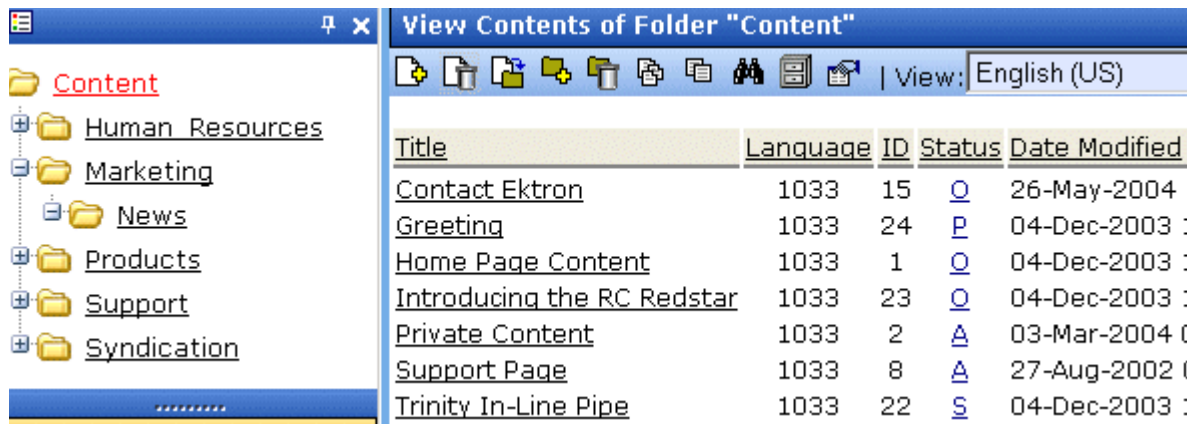 View Contents of Folder "Content"
Content
Human Resources
Marketing
News
Products
Support
Syndication
| View: English (US)
Title Language ID Status Date Modified
Contact Ektron 1033 15 O 26-May-2004
Greeting 1033 24 P 04-Dec-2003
Home Page Content 1033 1 O 04-Dec-2003
Introducing the RC Redstar 1033 23 O 04-Dec-2003
Private Content 1033 2 A 03-Mar-2004
Support Page 1033 8 A 27-Aug-2002
Trinity In-Line Pipe 1033 22 S 04-Dec-2003